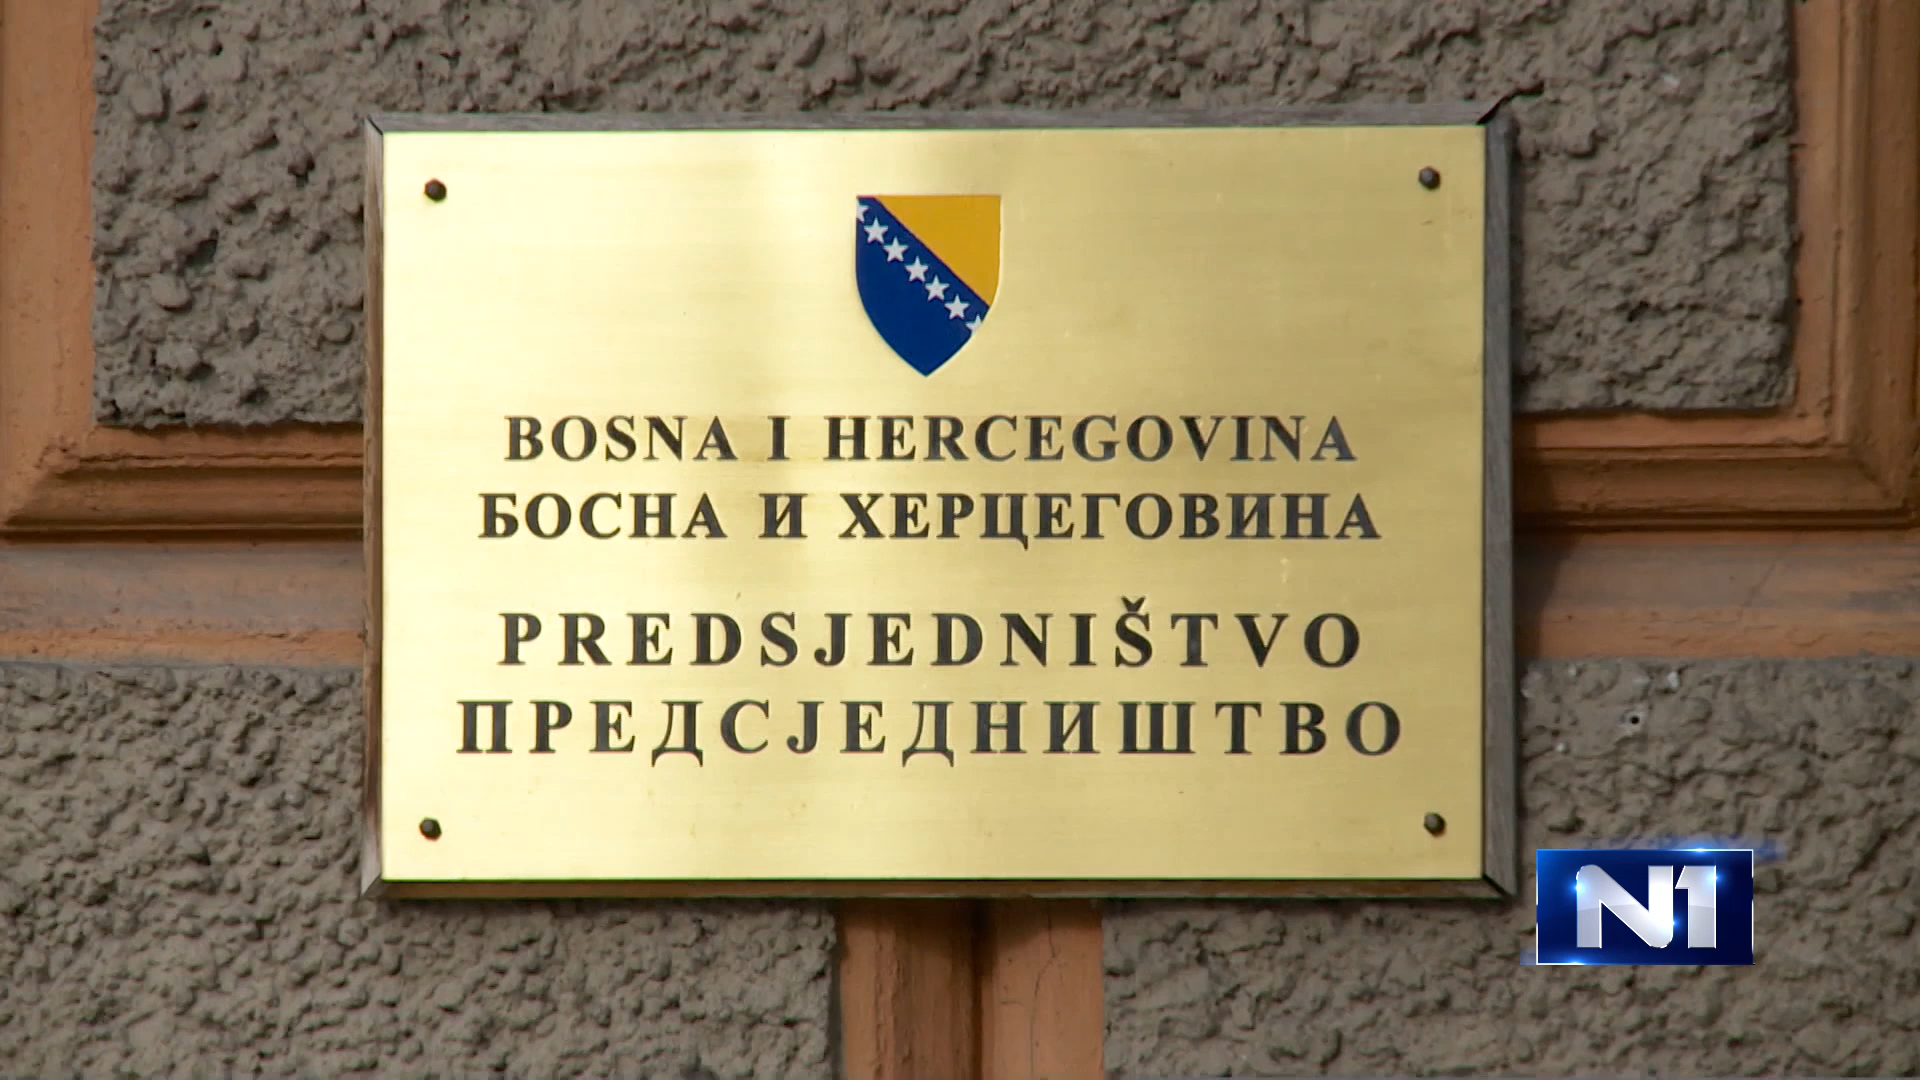 BOSNA I HERCEGOVINA
БОСНА И ХЕРЦЕГОВИНА
PREDSJEDNIŠTVO
ПРЕДСЈЕДНИШТВО
N1